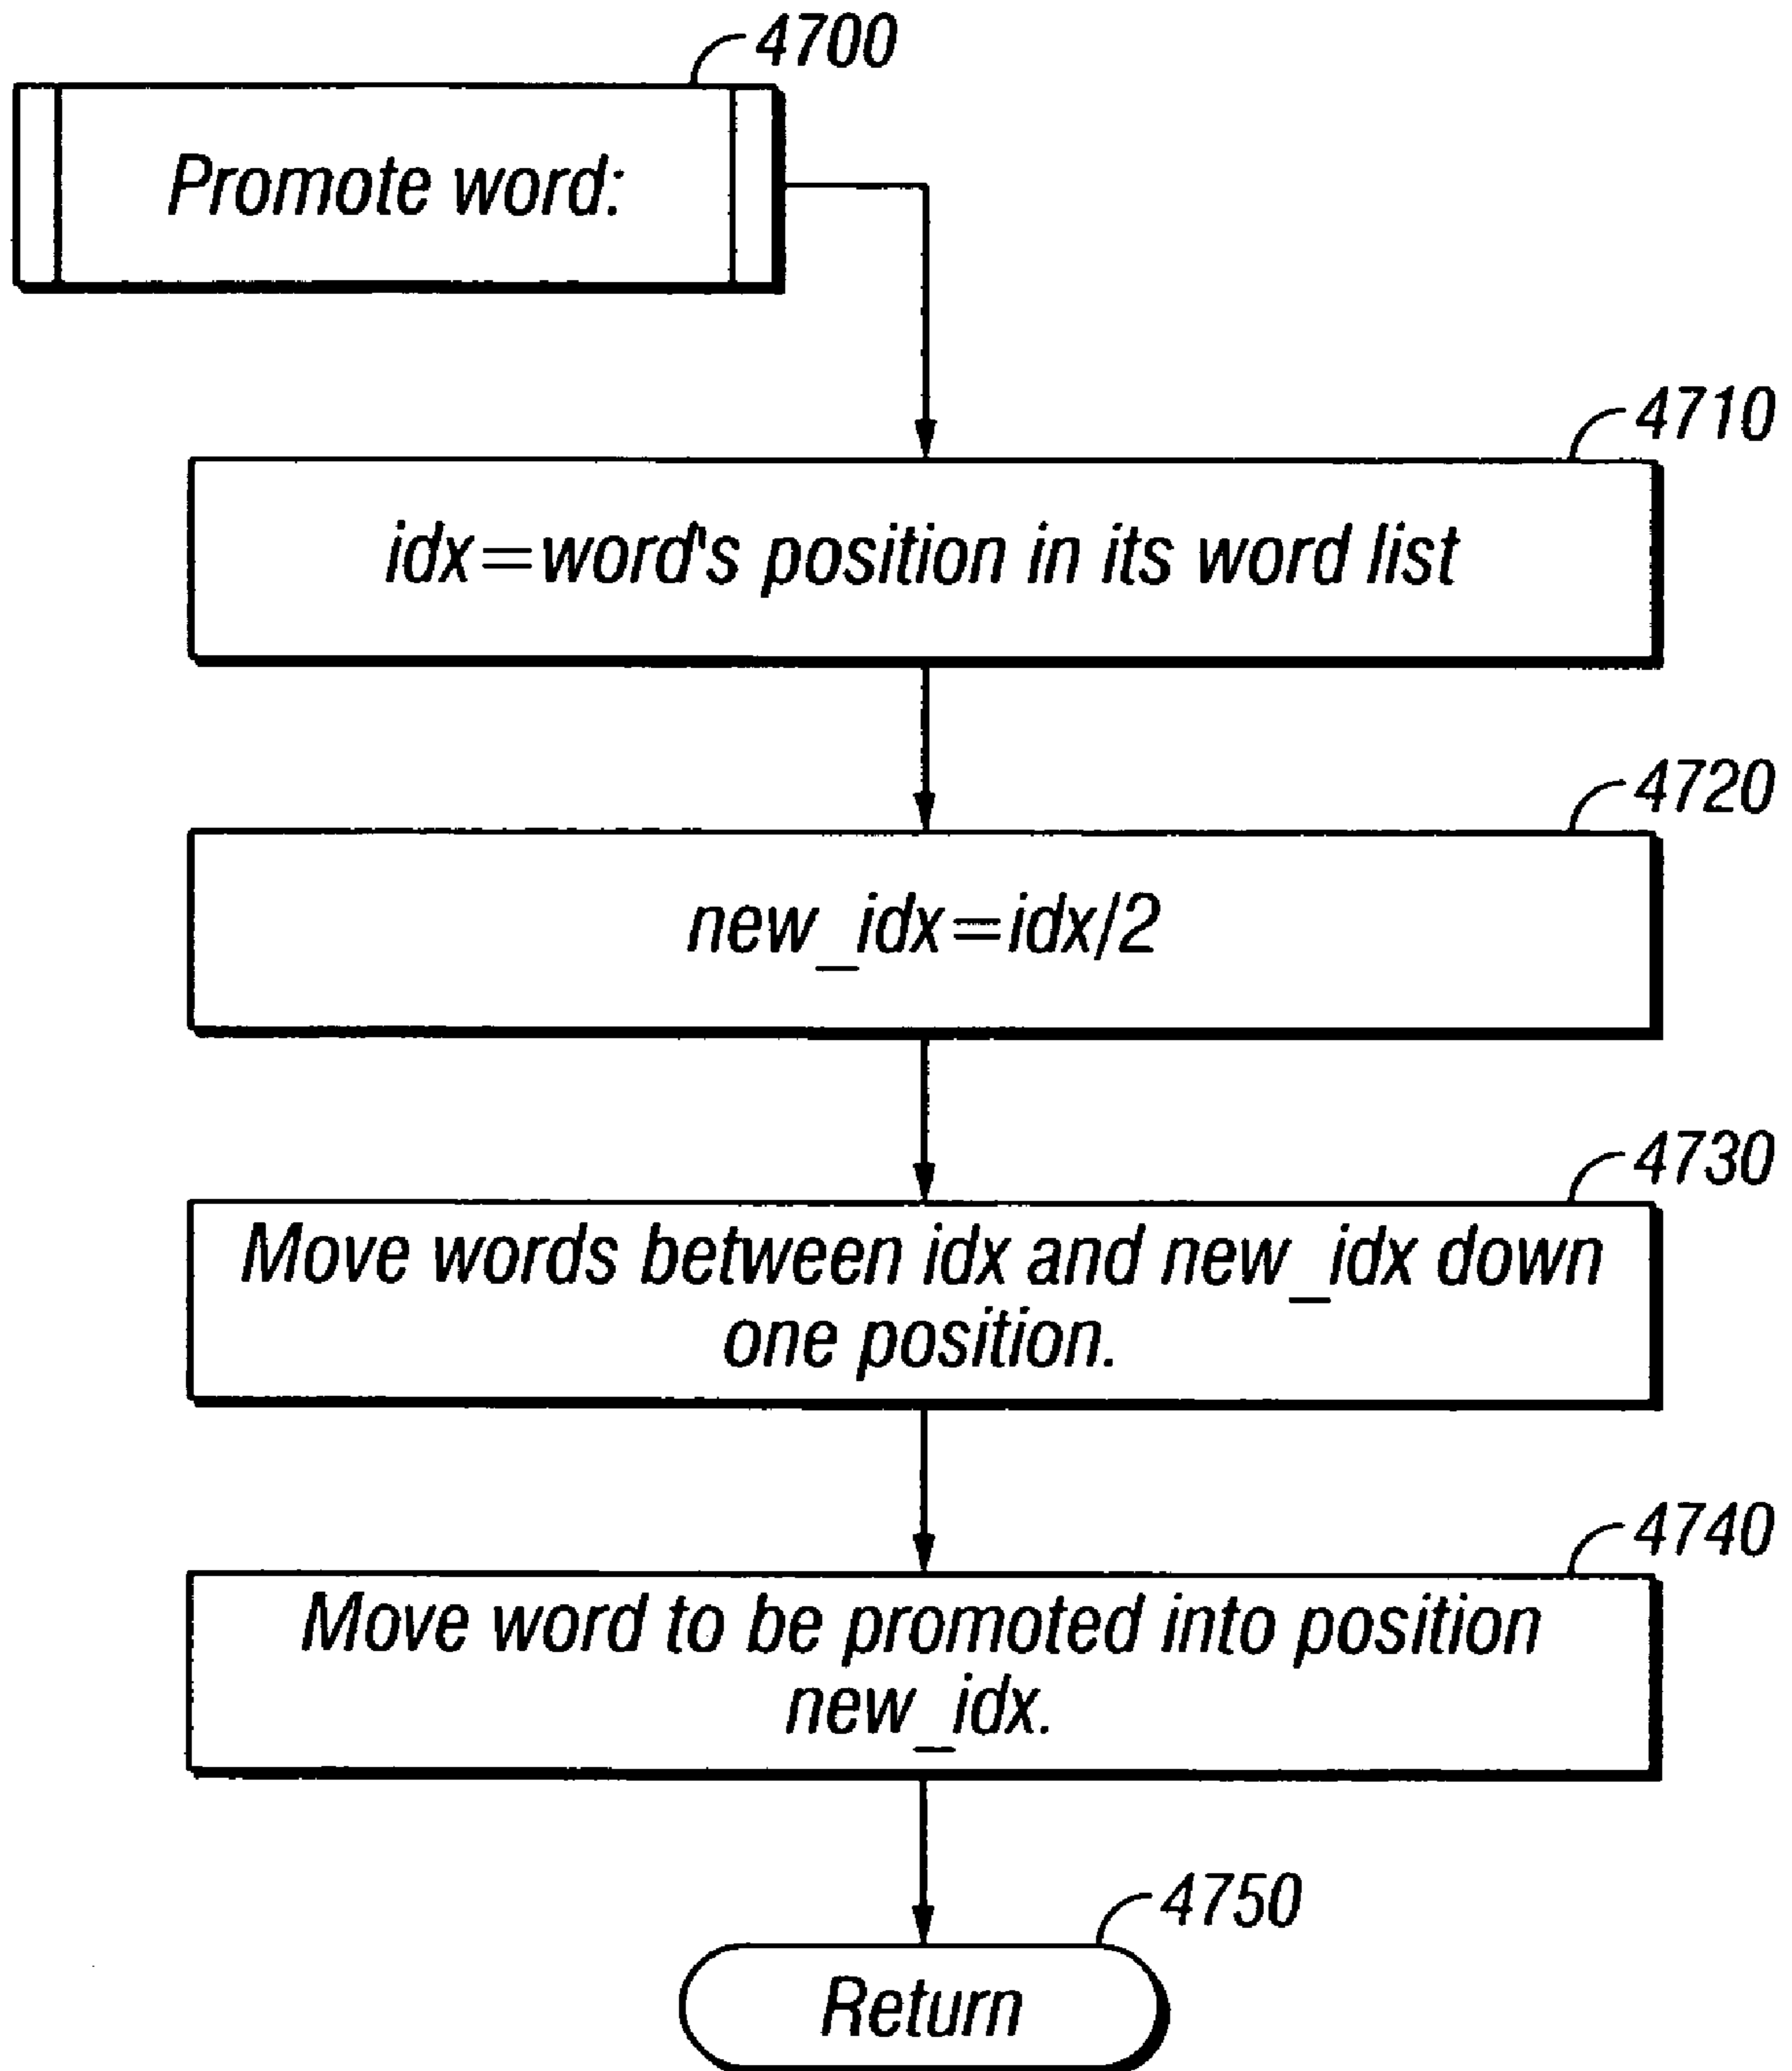 4700
Promote word:
4710
idx=word's position in its word list
4720
new_idx=idx/2
4730
Move words between idx and new_idx down
one position.
4740
Move word to be promoted into position
new_idx.
4750
Return